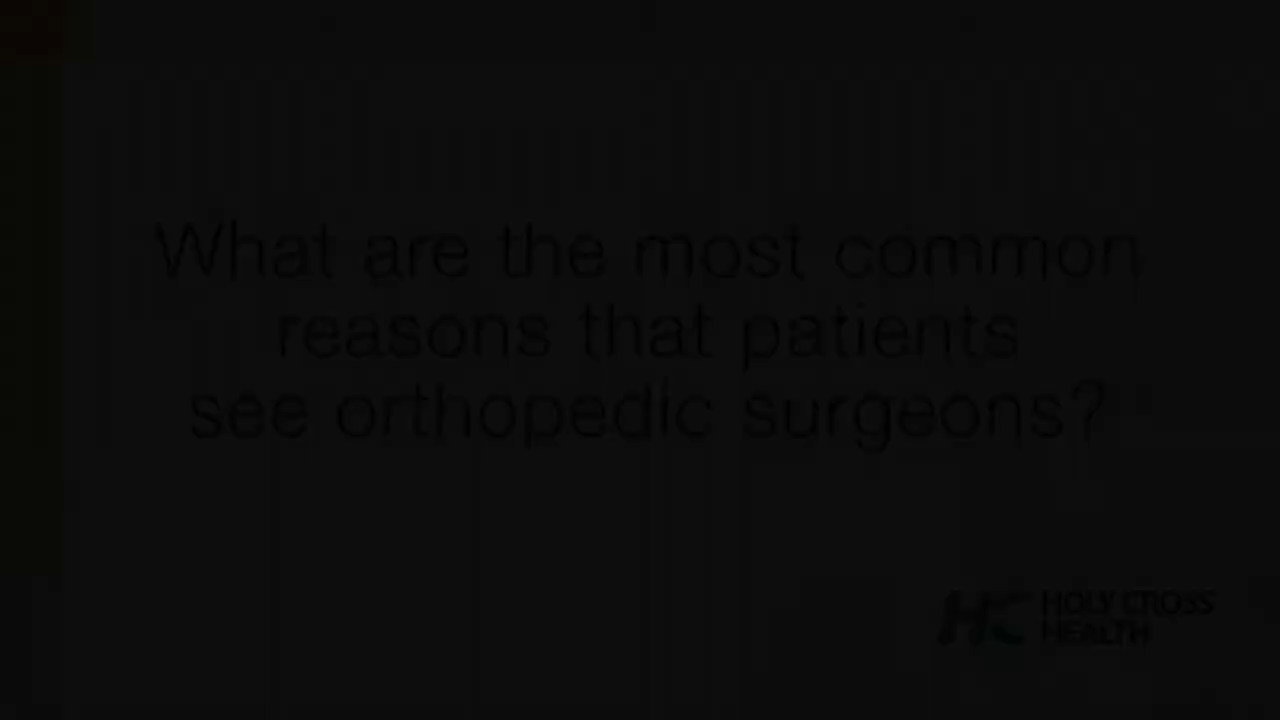 What are the most common
reasons that patients
see orthopedic surgeons?
HOLY CROSS
HEALTH